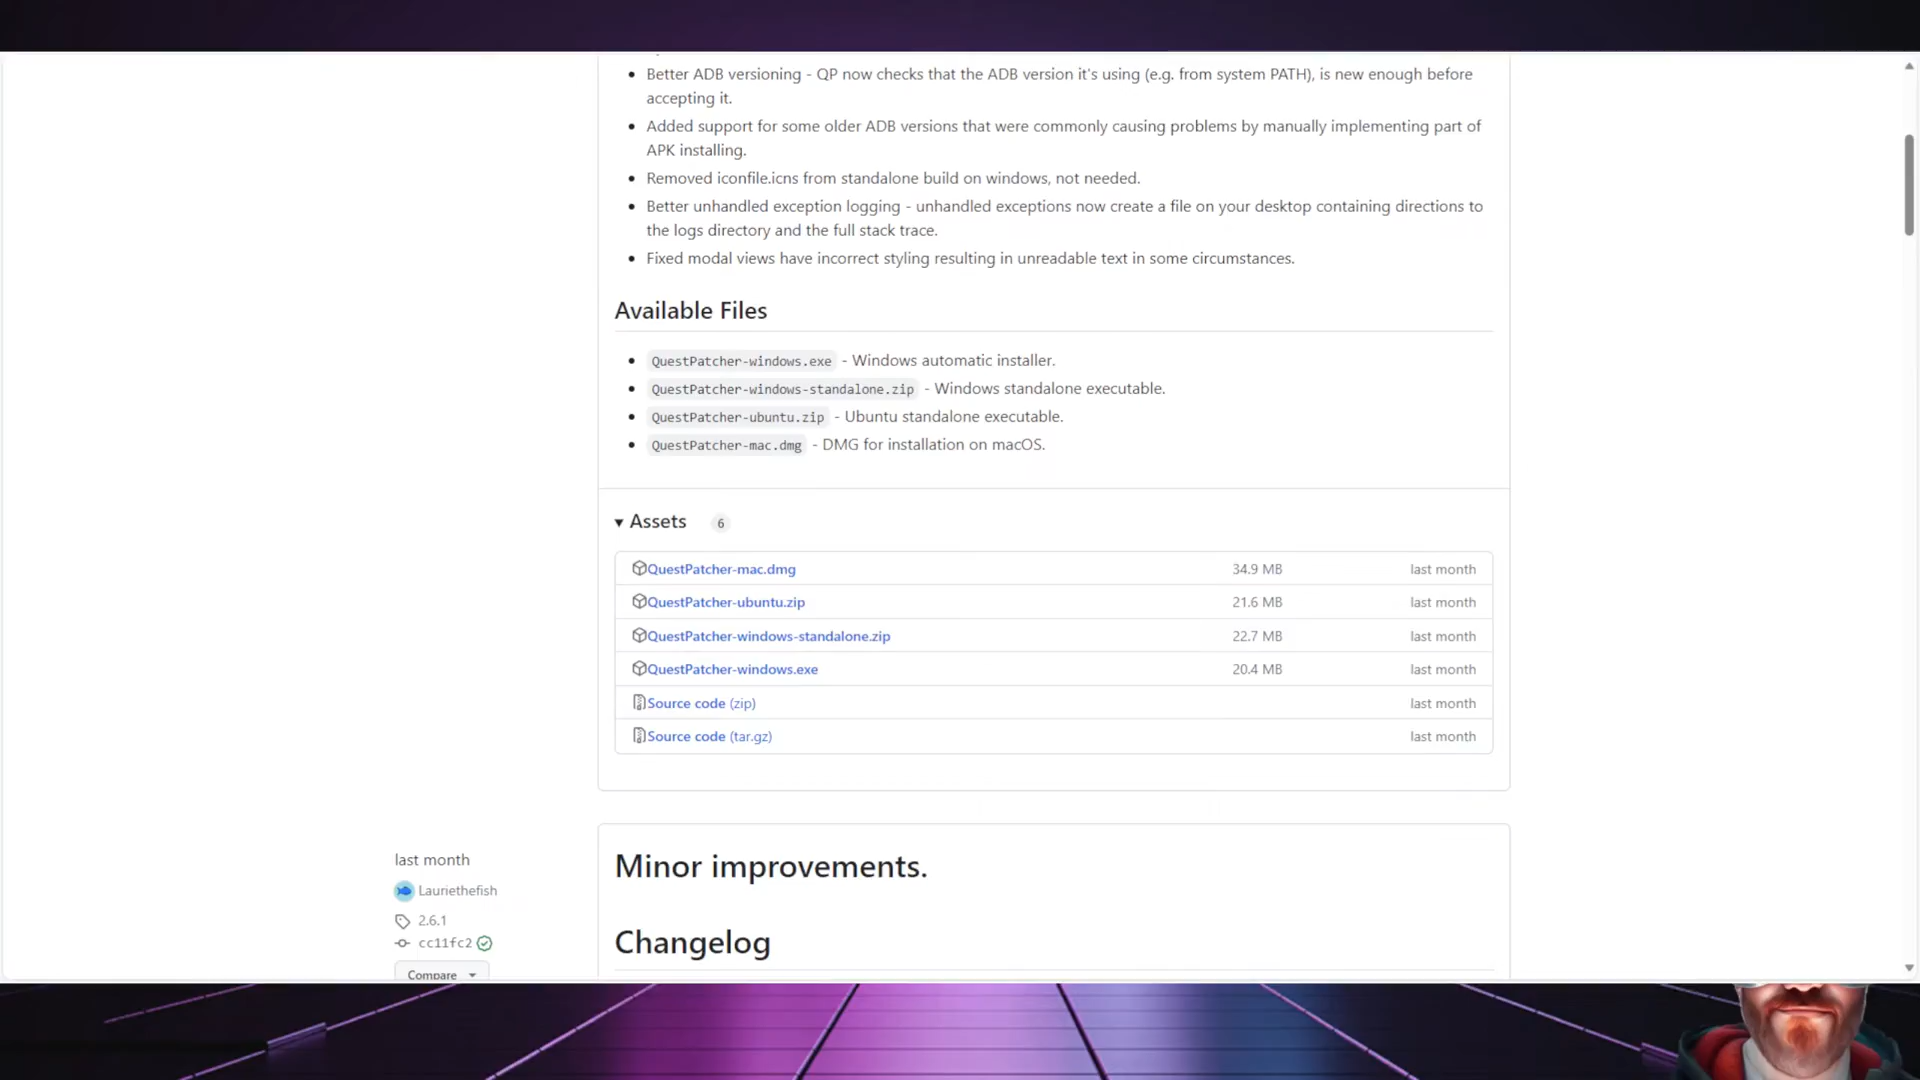 Better ADB versioning - QP now checks that the ADB version it's using (e.g. from system PATH), is new enough before
accepting it.
Added support for some older ADB versions that were commonly causing problems by manually implementing part of
APK installing.
Removed iconfile.icns from standalone build on windows, not needed.
Better unhandled exception logging - unhandled exceptions now create a file on your desktop containing directions to
the logs directory and the full stack trace.
Fixed modal views have incorrect styling resulting in unreadable text in some circumstances.
Available Files
QuestPatcher-windows.exe - Windows automatic installer.
QuestPatcher-windows-standalone.zip - Windows standalone executable.
QuestPatcher-ubuntu.zip - Ubuntu standalone executable.
QuestPatcher-mac.dmg - DMG for installation on macOS.
Assets 6
QuestPatcher-mac.dmg 34.9 MB last month
QuestPatcher-ubuntu.zip 21.6 MB last month
QuestPatcher-windows-standalone.zip 22.7 MB last month
QuestPatcher-windows.exe 20.4 MB last month
Source code (zip) last month
Source code (tar.gz) last month
last month
Lauriethefish
2.6.1
cc11fc2
Compare
Minor improvements.
Changelog